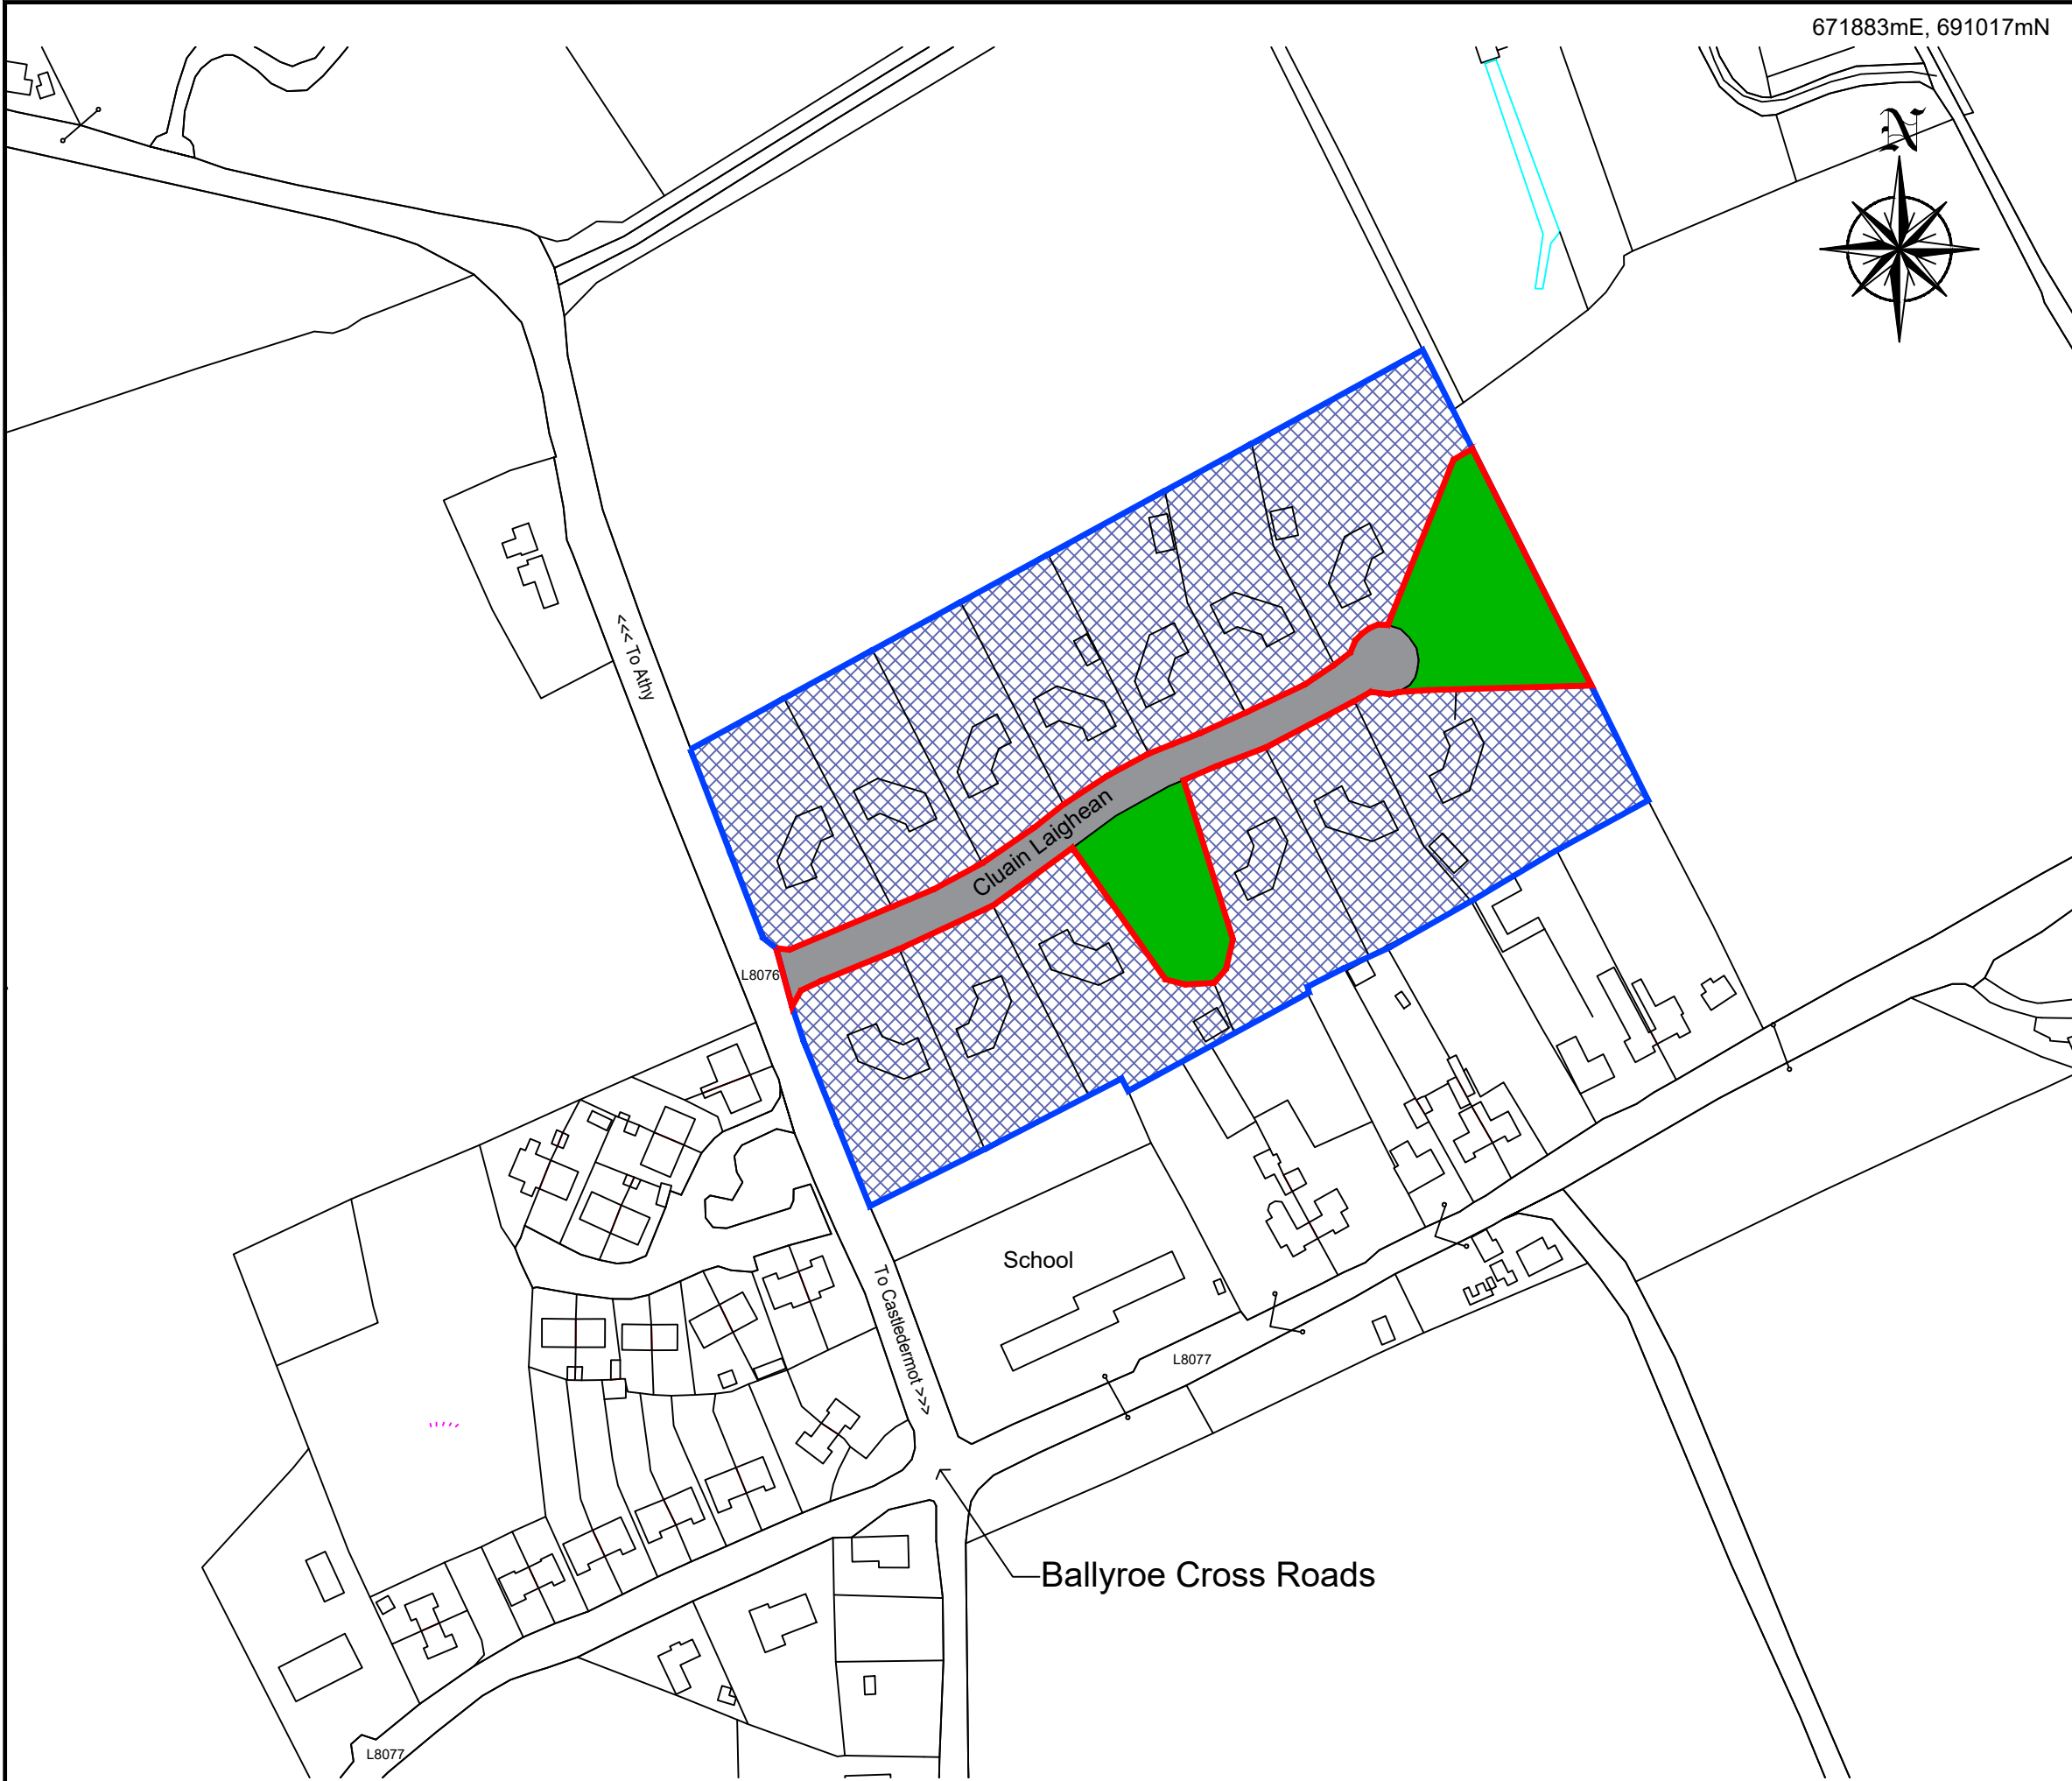 671883mE, 691017mN
N
<<< To Athy
Cluain Laighean
L8076
School
To Castledermot >>>
L8077
Ballyroe Cross Roads
L8077